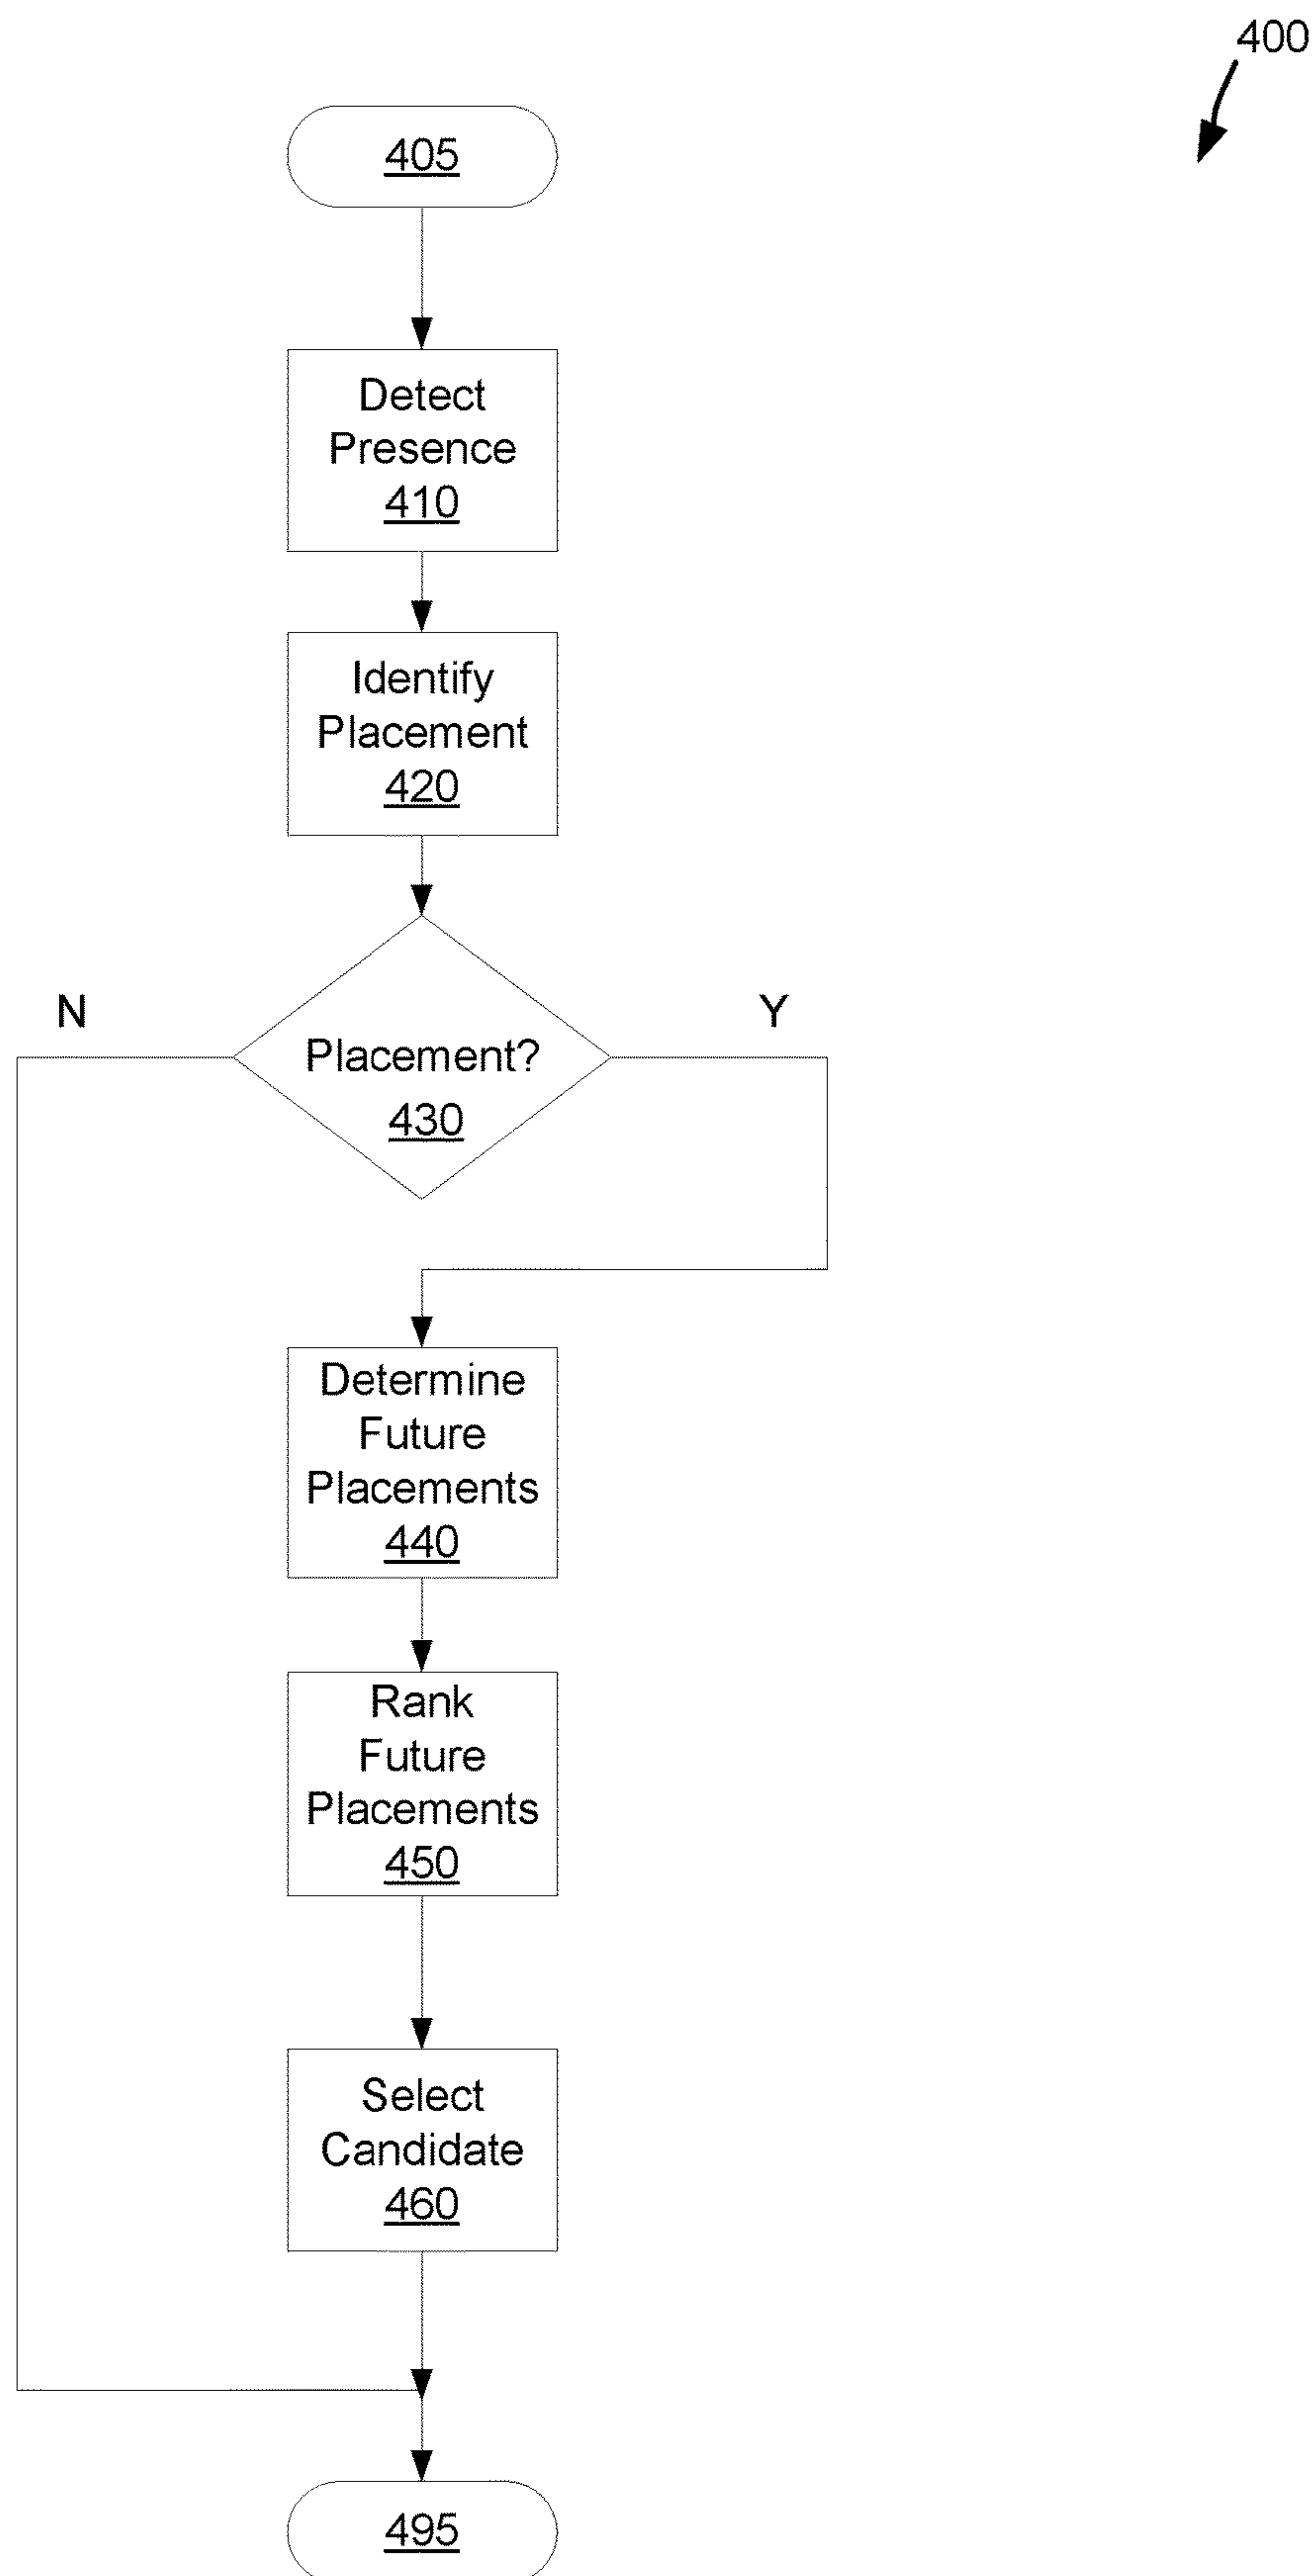 400
405
Detect
Presence
410
Identify
Placement
420
N
Y
Placement?
430
Determine
Future
Placements
440
Rank
Future
Placements
450
Select
Candidate
460
495